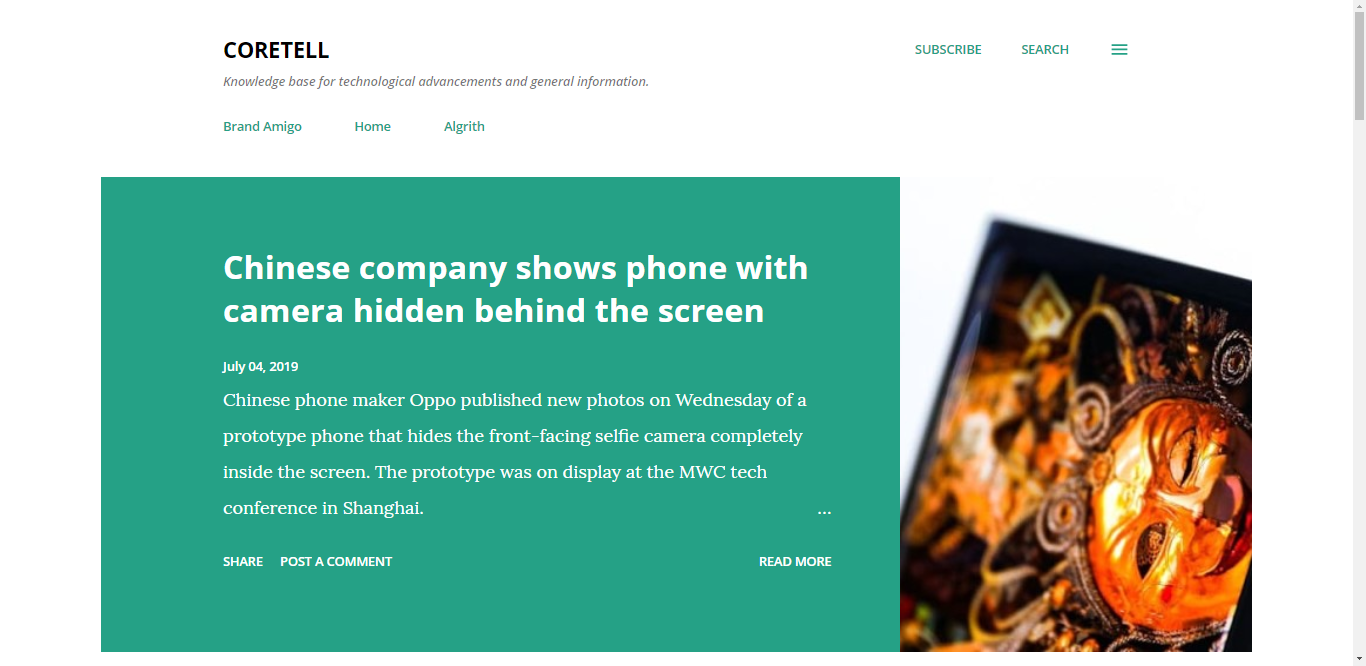 CORETELL
SUBSCRIBE
SEARCH
Knowledge base for technological advancements and general information.
Brand Amigo
Home
Algrith
Chinese company shows phone with
camera hidden behind the screen
July 04, 2019
Chinese phone maker Oppo published new photos on Wednesday of a
prototype phone that hides the front-facing selfie camera completely
inside the screen. The prototype was on display at the MWC tech
conference in Shanghai. ...
SHARE
POST A COMMENT
READ MORE